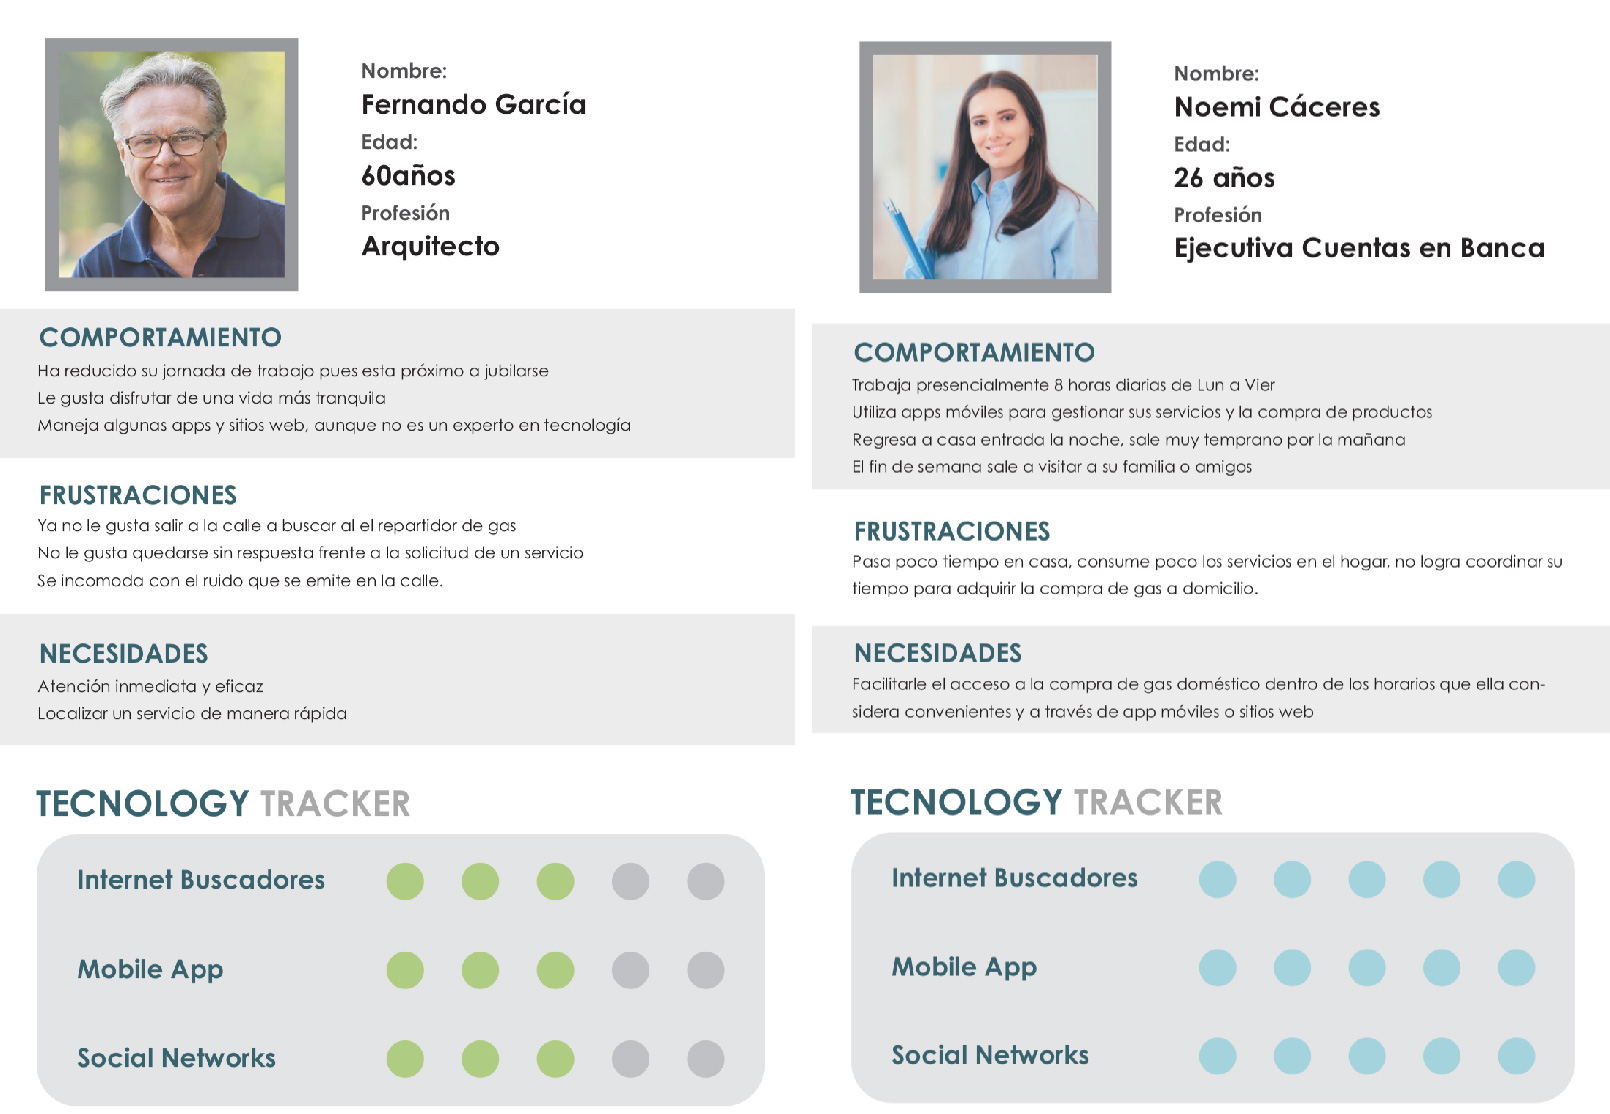 Nombre:
Fernando García
Edad:
60años
Profesión
Arquitecto
COMPORTAMIENTO
Ha reducido su jornada de trabajo pues esta próximo a jubilarse
Le gusta disfrutar de una vida más tranquila
Maneja algunas apps y sitios web, aunque no es un experto en tecnología
FRUSTRACIONES
Ya no le gusta salir a la calle a buscar al el repartidor de gas
No le gusta quedarse sin respuesta frente a la solicitud de un servicio
Se incomoda con el ruido que se emite en la calle.
NECESIDADES
Atención inmediata y eficaz
Localizar un servicio de manera rápida
TECNOLOGY TRACKER
Internet Buscadores
Mobile App
Social Networks
Nombre:
Noemi Cáceres
Edad:
26 años
Profesión
Ejecutiva Cuentas en Banca
COMPORTAMIENTO
Trabaja presencialmente 8 horas diarias de Lun a Vier
Utiliza apps móviles para gestionar sus servicios y la compra de productos
Regresa a casa entrada la noche, sale muy temprano por la mañana
El fin de semana sale a visitar a su familia o amigos
FRUSTRACIONES
Pasa poco tiempo en casa, consume poco los servicios en el hogar, no logra coordinar su
tiempo para adquirir la compra de gas a domicilio.
NECESIDADES
Facilitarle el acceso a la compra de gas doméstico dentro de los horarios que ella con-
sidera convenientes y a través de app móviles o sitios web
TECNOLOGY TRACKER
Internet Buscadores
Mobile App
Social Networks